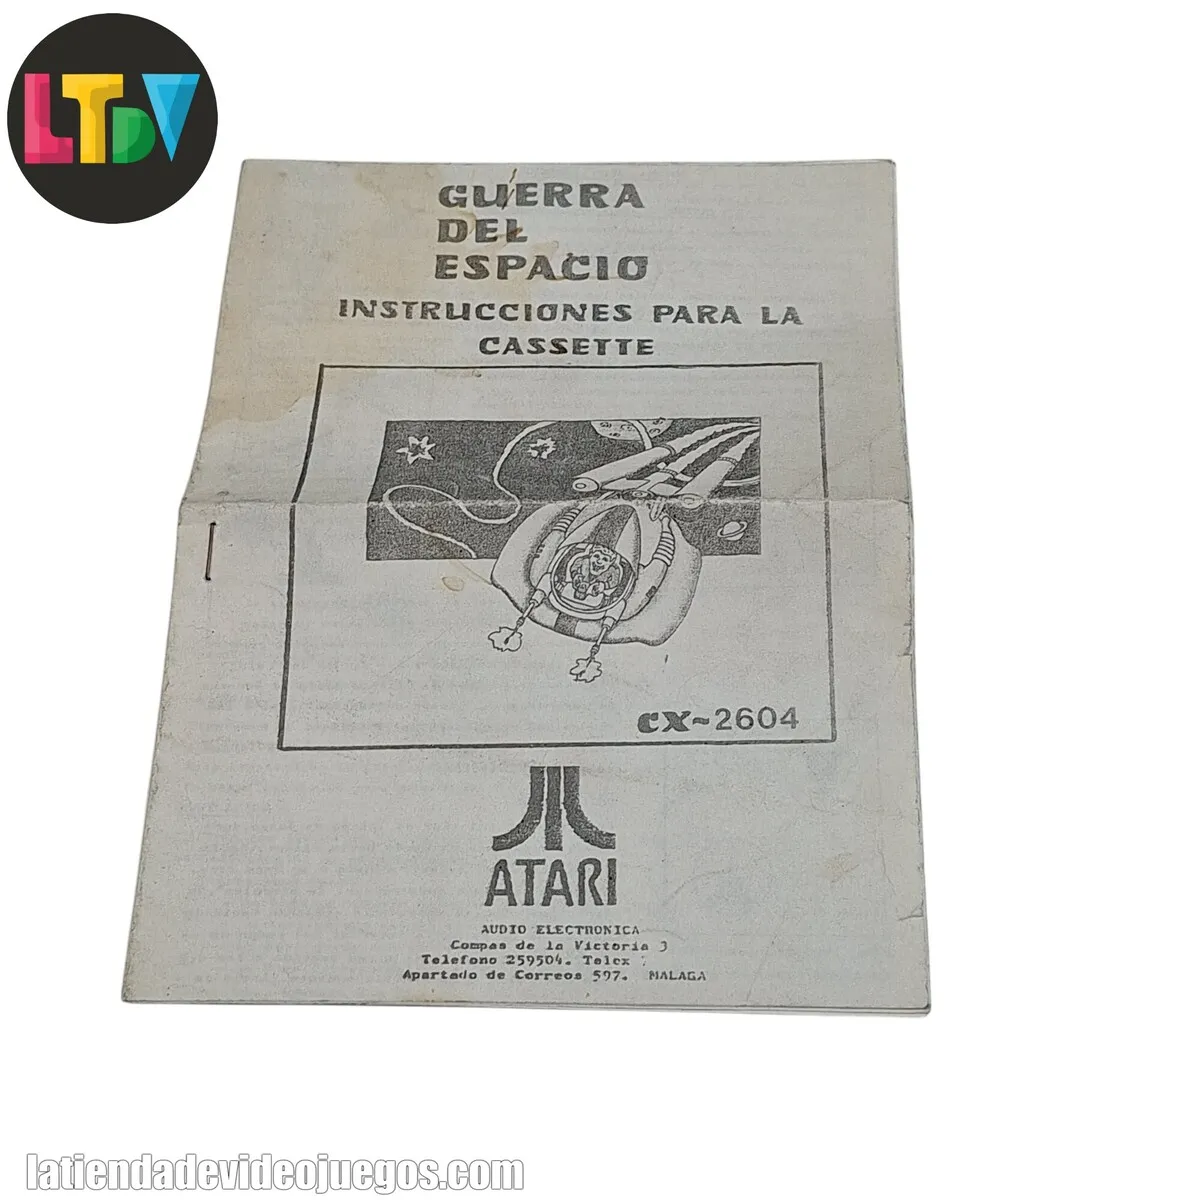 LTDV
GUERRA
DEL
ESPACIO
INSTRUCCIONES PARA LA
CASSETTE
CX-2604
ATARI
AUDIO ELECTRONICA
Compas de la Victoria 3
Telefono 259504. Telex
Apartado de Correos 597. MALAGA
latiendadevideojuegos.com